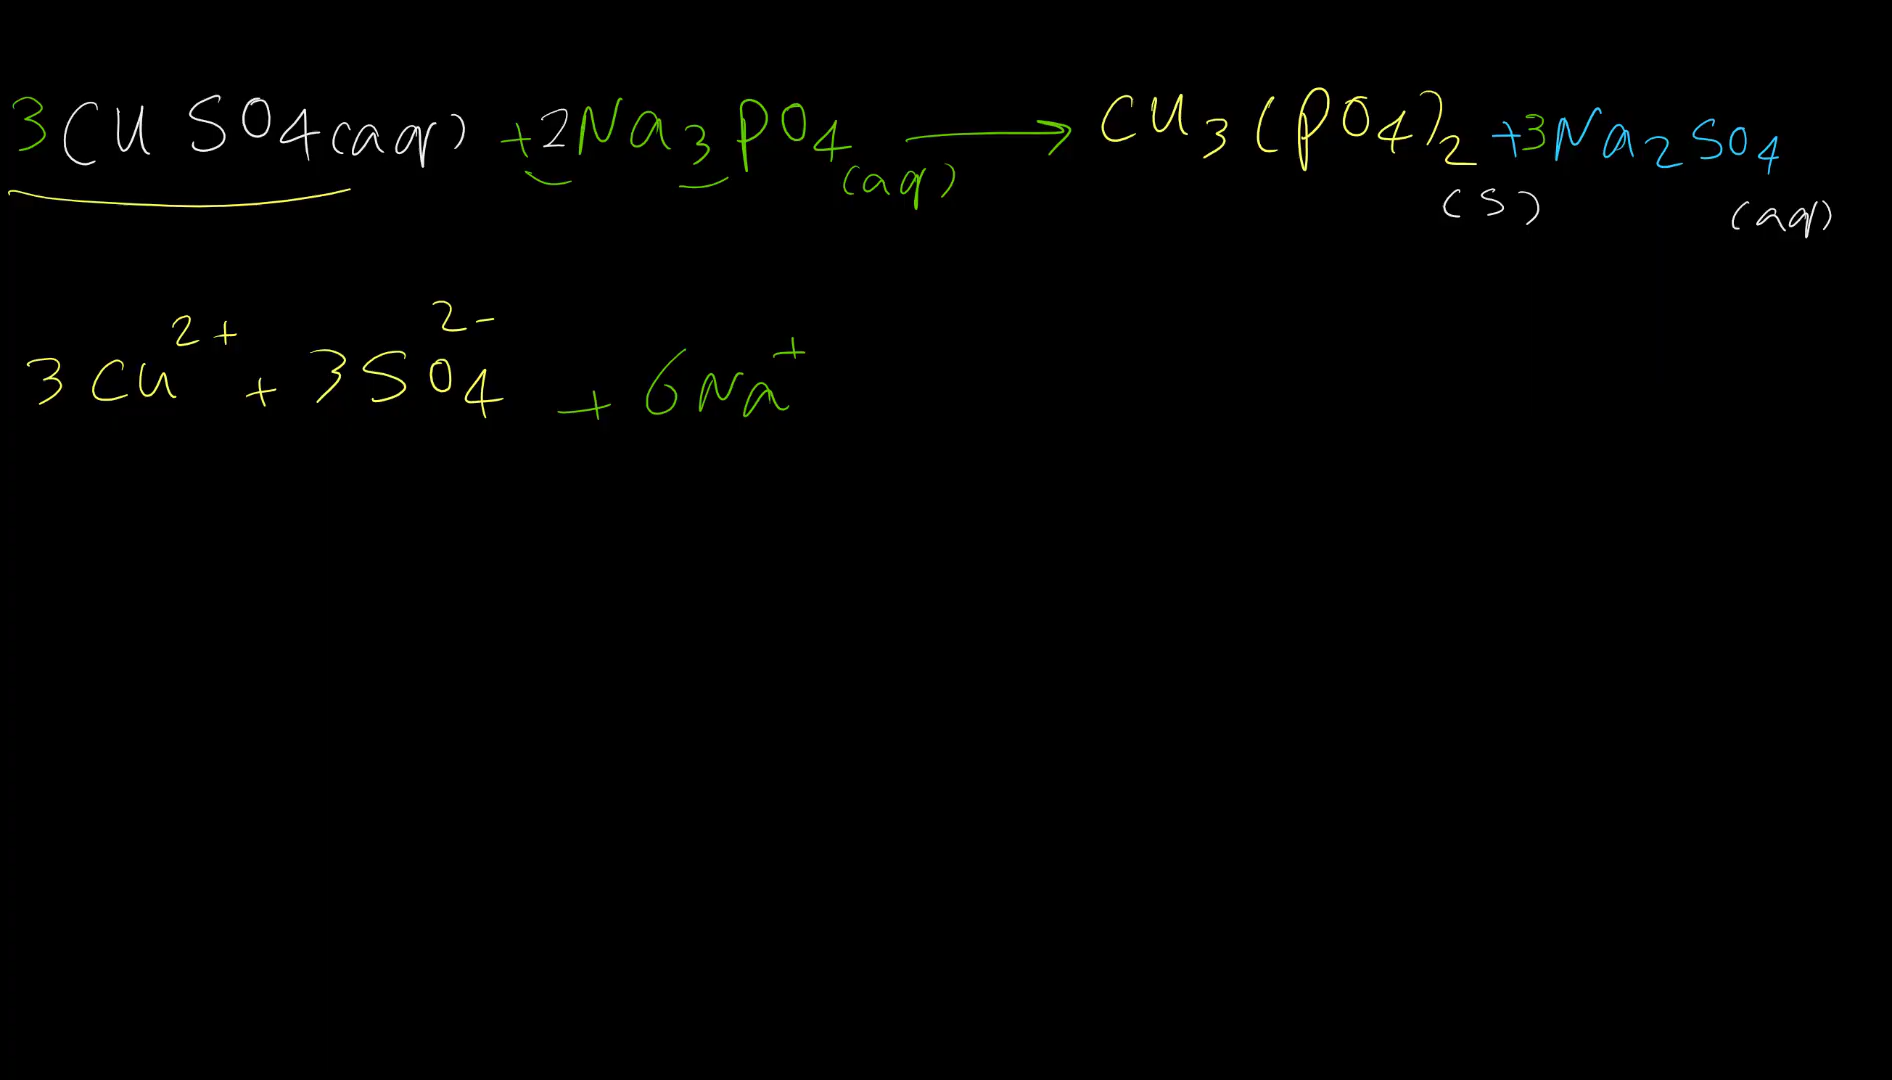 3CuSO4(aq) + 2Na3PO4(aq) → Cu3(PO4)2(s) + 3Na2SO4(aq)
3Cu2+ + 3SO42- + 6Na+